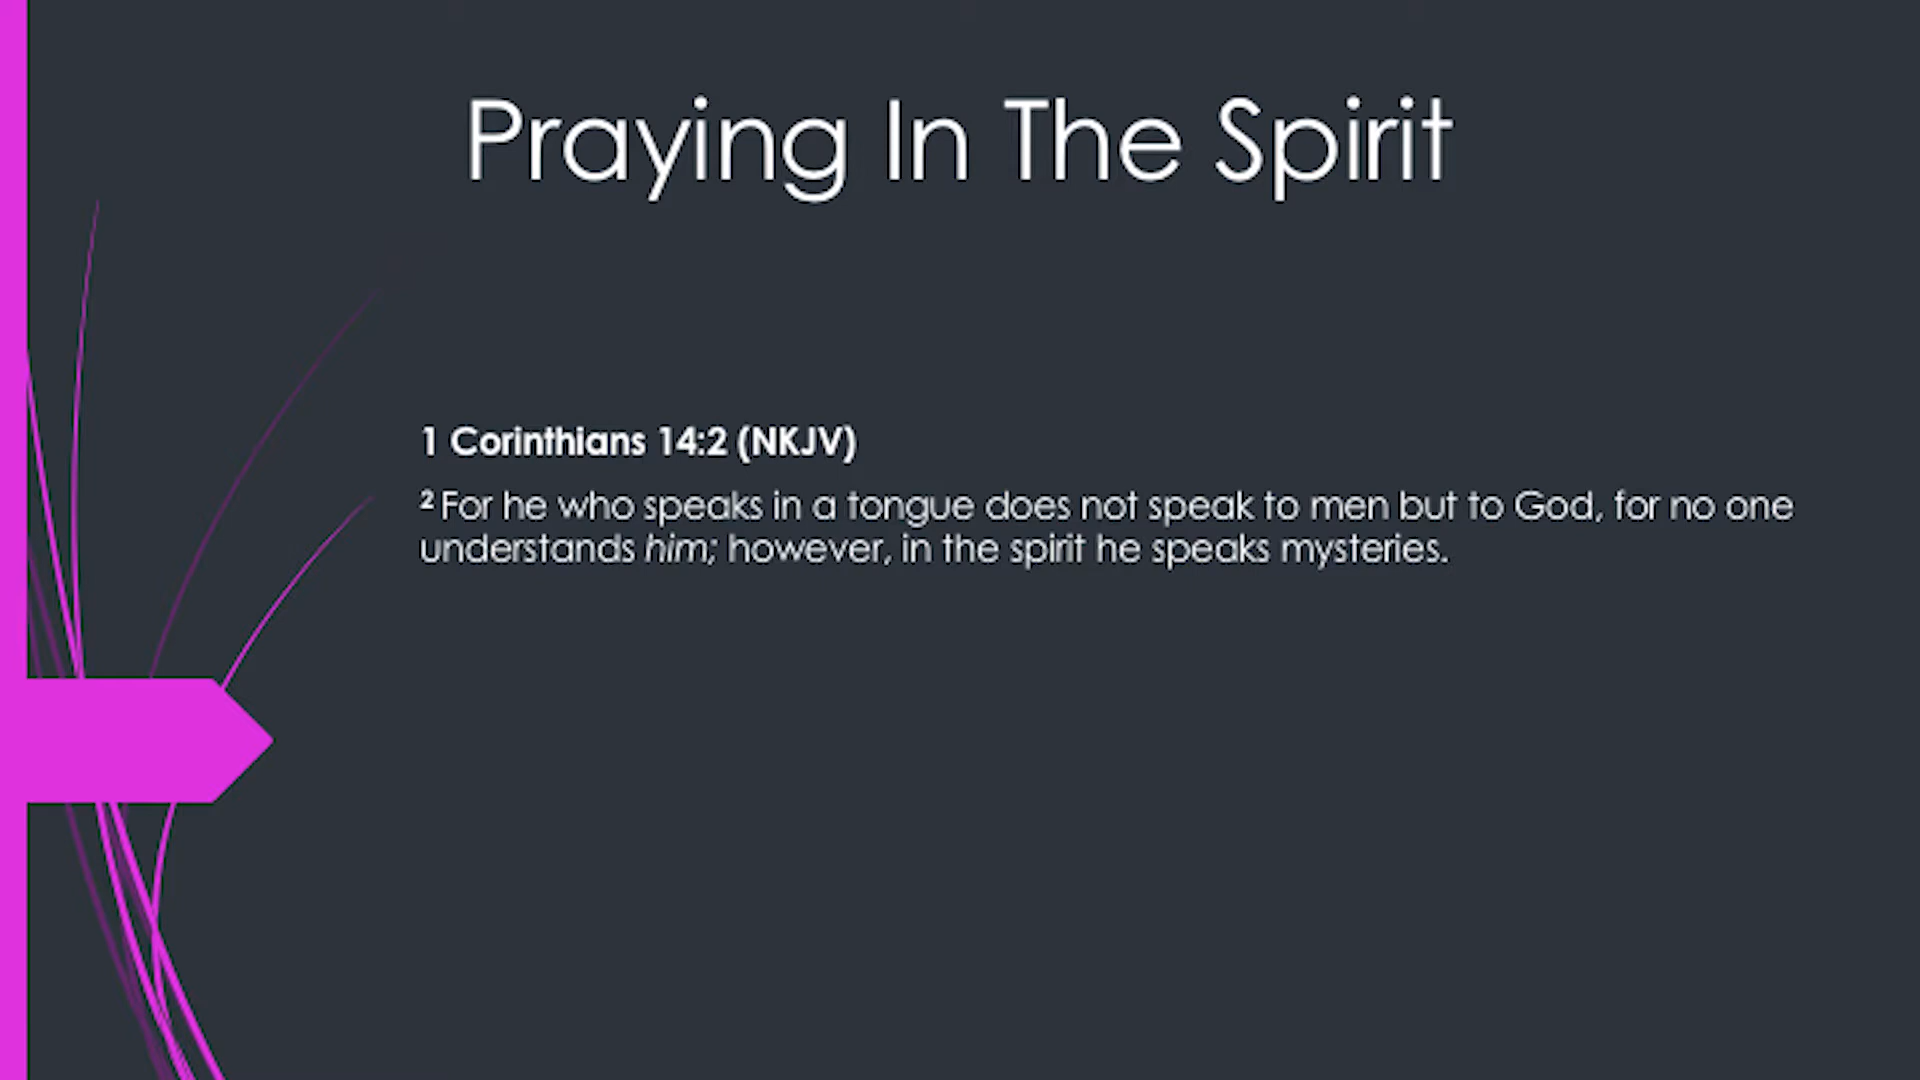 Praying In The Spirit
1 Corinthians 14:2 (NKJV)
2 For he who speaks in a tongue does not speak to men but to God, for no one
understands him; however, in the spirit he speaks mysteries.